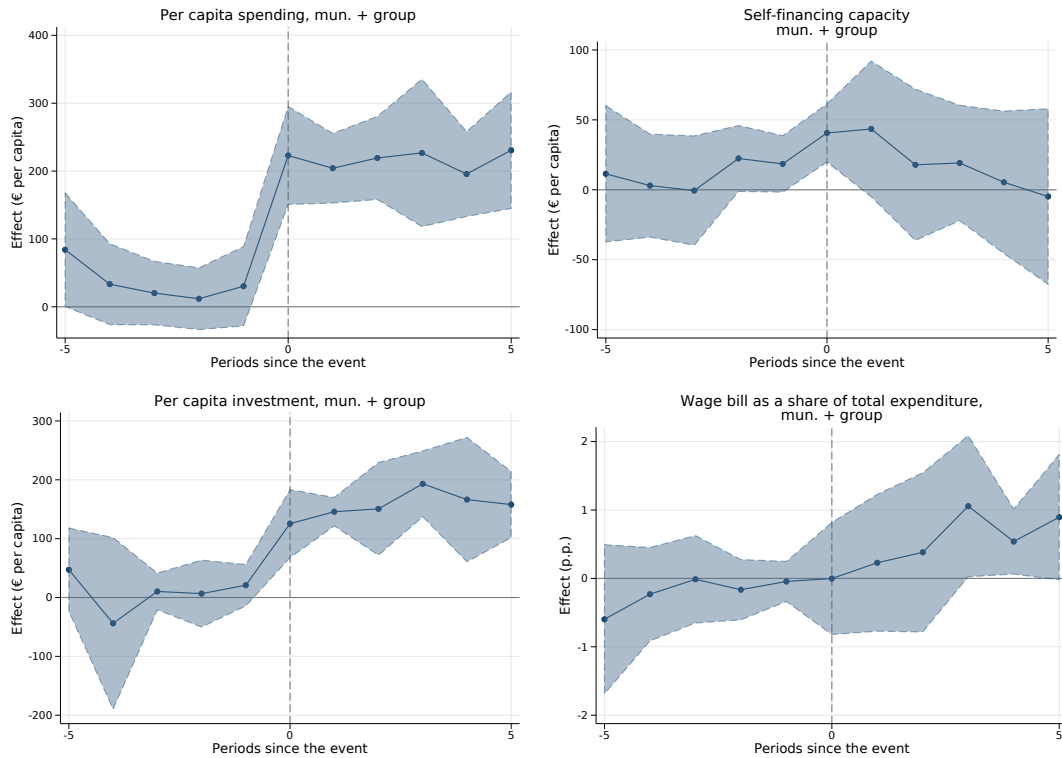 Per capita spending, mun. + group
400
300
200
100
0
Effect (€ per capita)
-5
0
5
Periods since the event
Self-financing capacity
mun. + group
100
50
0
-50
-100
Effect (€ per capita)
-5
0
5
Periods since the event
Per capita investment, mun. + group
300
200
100
0
-100
-200
Effect (€ per capita)
-5
0
5
Periods since the event
Wage bill as a share of total expenditure,
mun. + group
2
1
0
-1
-2
Effect (p.p.)
-5
0
5
Periods since the event